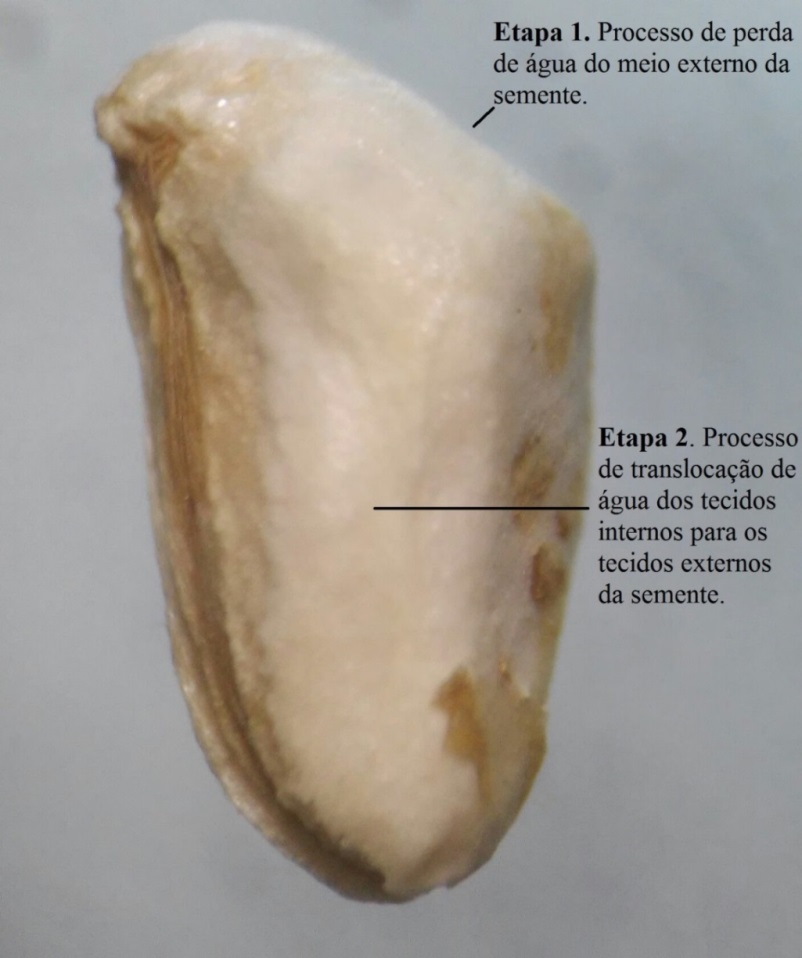 Etapa 1. Processo de perda
de água do meio externo da
semente.
Etapa 2. Processo
de translocação de
água dos tecidos
internos para os
tecidos externos
da semente.